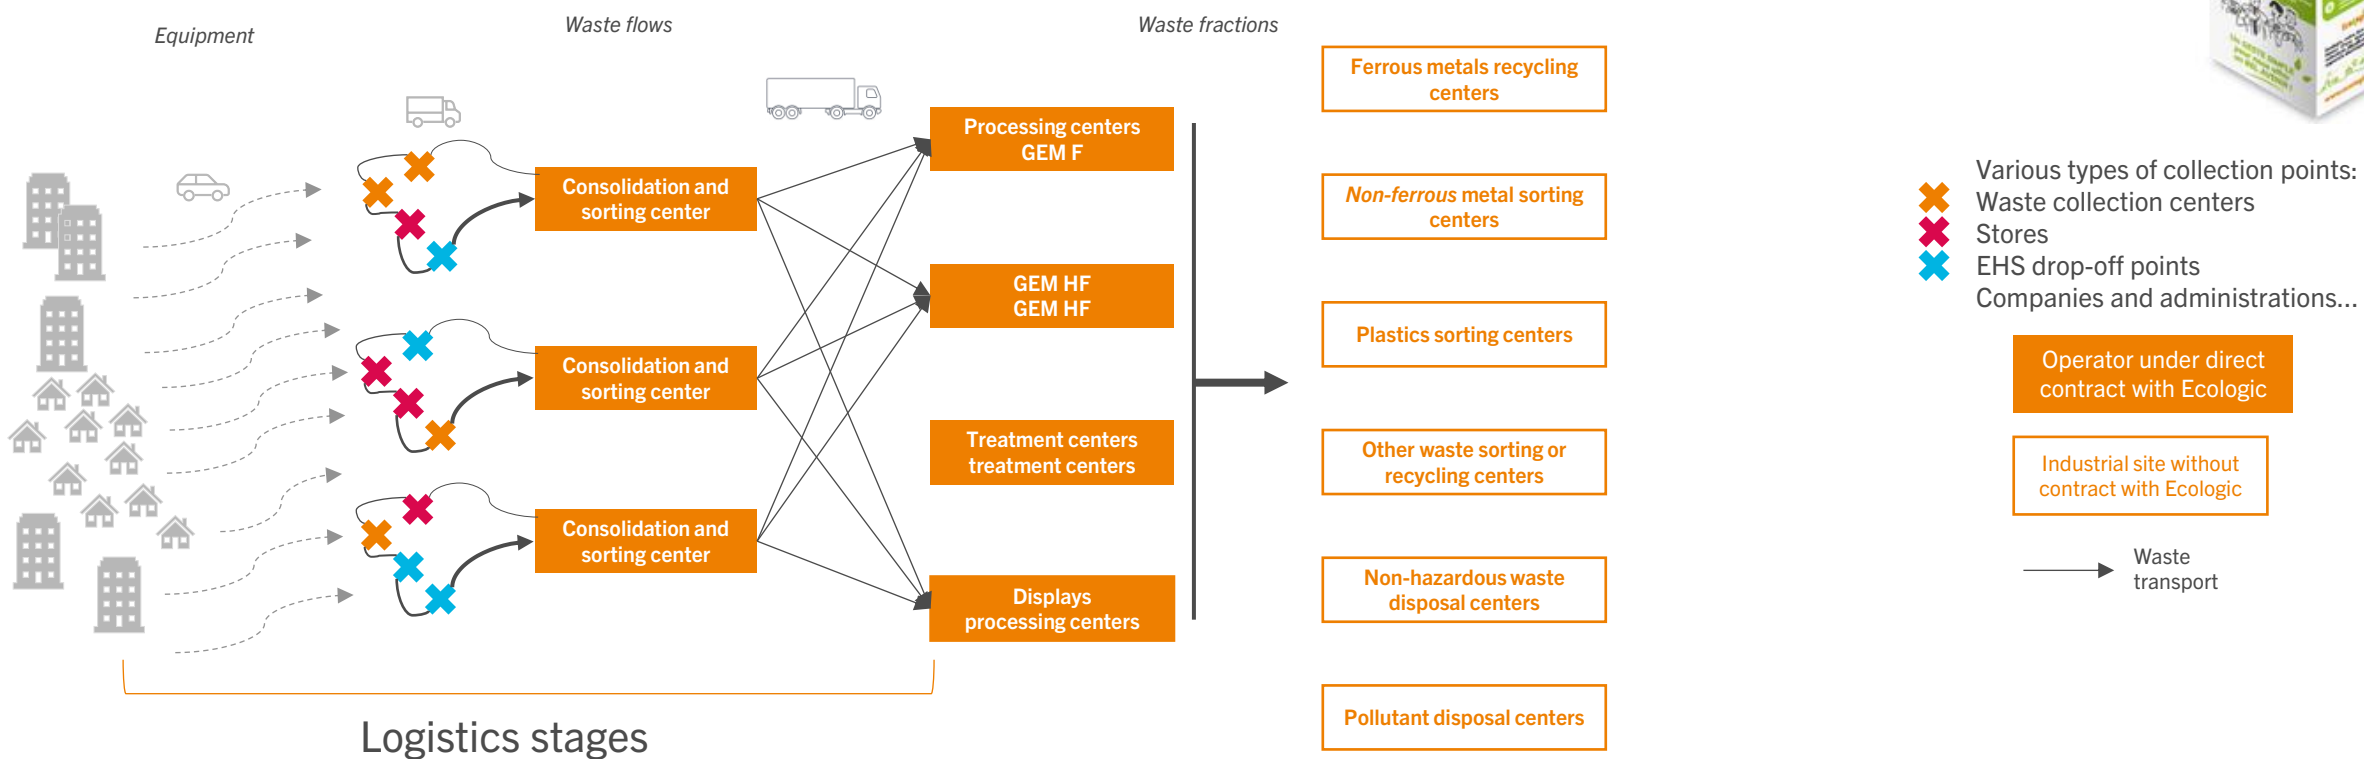 Equipment
Waste flows
Waste fractions
Consolidation and
sorting center
Consolidation and
sorting center
Consolidation and
sorting center
Processing centers
GEM F
GEM HF
GEM HF
Treatment centers
treatment centers
Displays
processing centers
Ferrous metals recycling
centers
Non-ferrous metal sorting
centers
Plastics sorting centers
Other waste sorting or
recycling centers
Non-hazardous waste
disposal centers
Pollutant disposal centers
Logistics stages
Various types of collection points:
Waste collection centers
Stores
EHS drop-off points
Companies and administrations...
Operator under direct
contract with Ecologic
Industrial site without
contract with Ecologic
Waste
transport